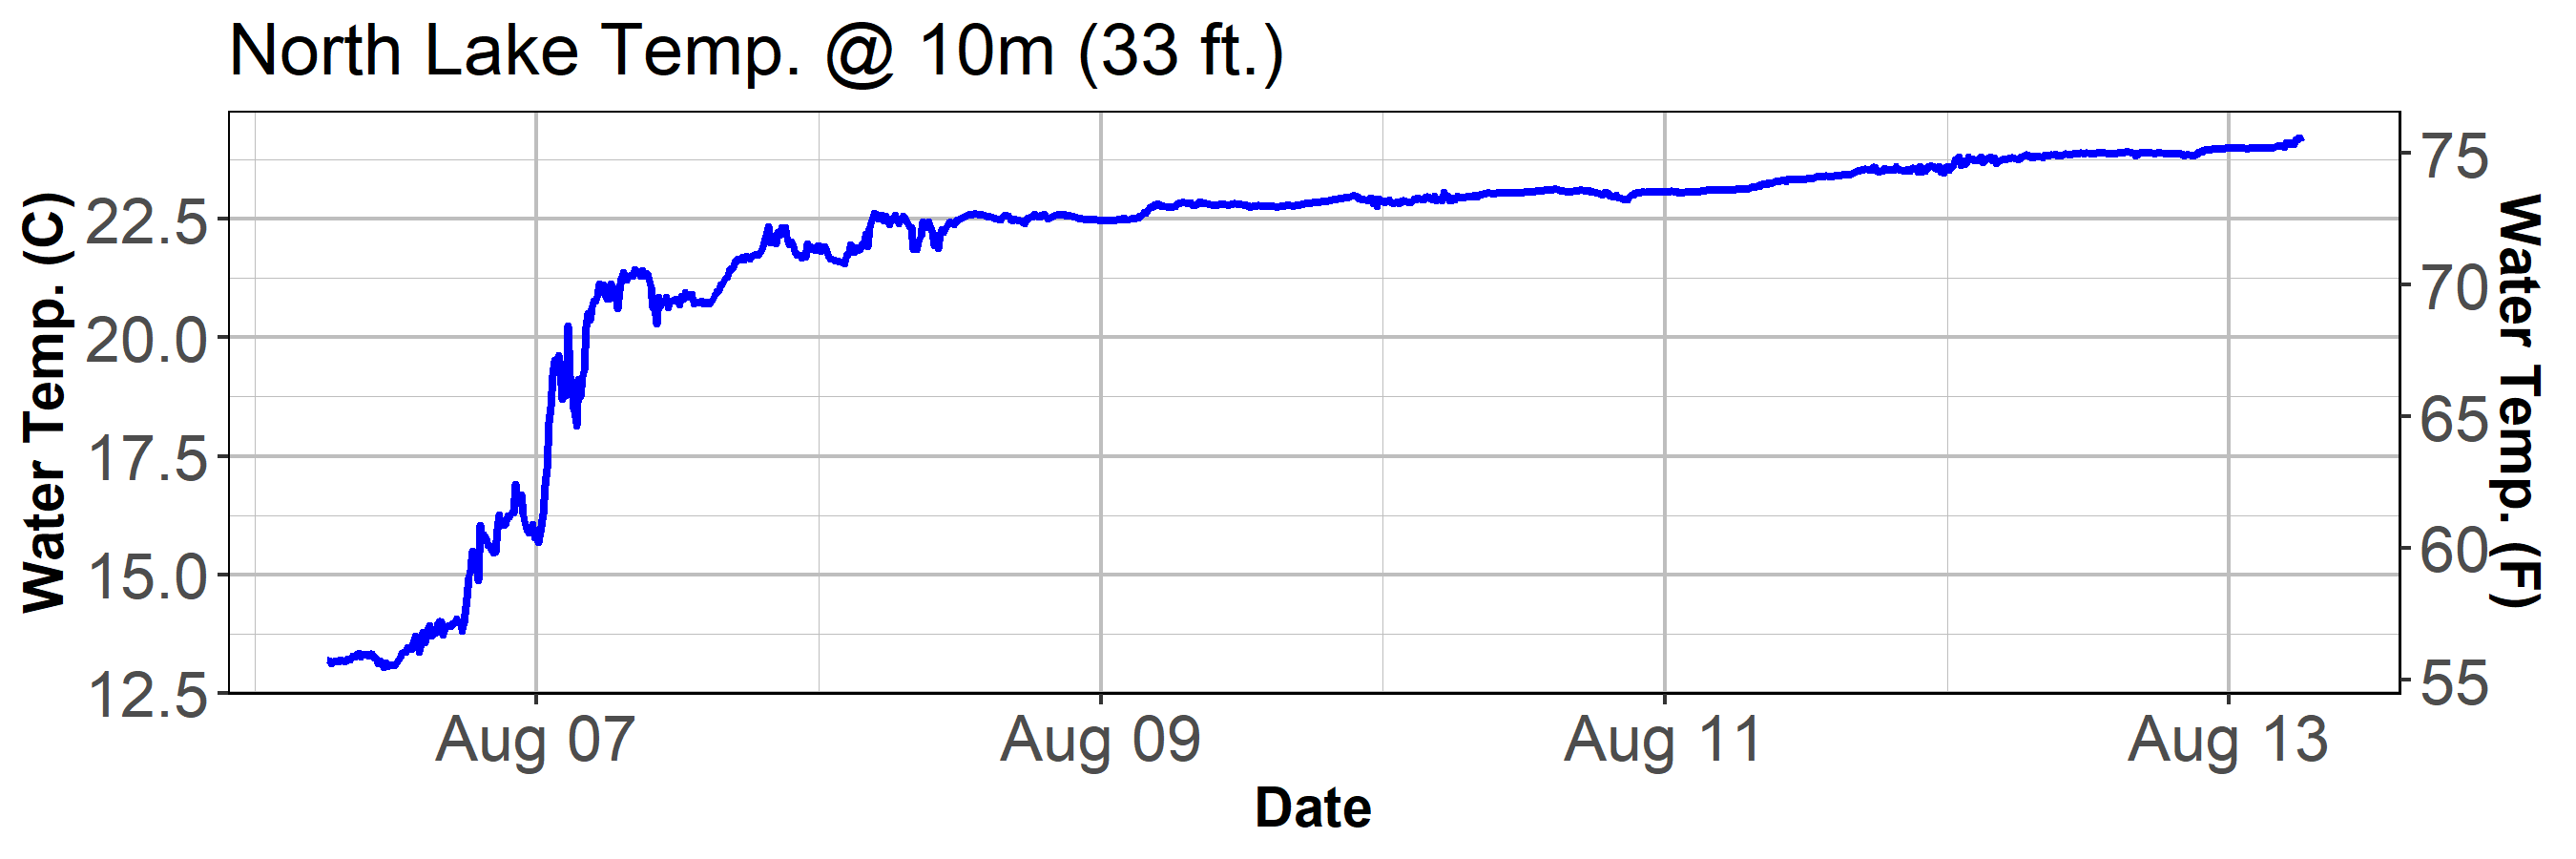 North Lake Temp. @ 10m (33 ft.)
Water Temp. (C)
22.5
20.0
17.5
15.0
12.5
75
70
65
60
55
Water Temp. (F)
Aug 07
Aug 09
Aug 11
Aug 13
Date